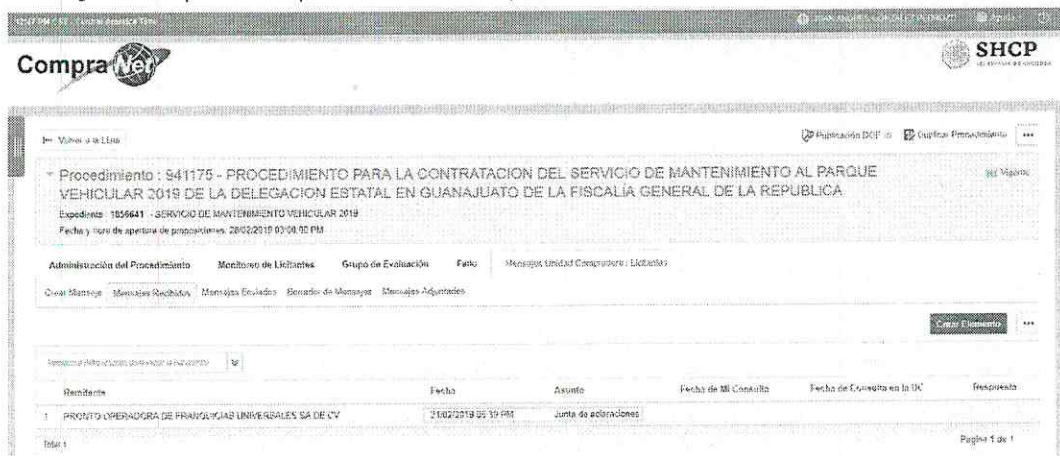 CompraNet
SHCP
Volver a la Lista
Publicación DOF Duplicar Procedimiento
Procedimiento : 941175 - PROCEDIMIENTO PARA LA CONTRATACION DEL SERVICIO DE MANTENIMIENTO AL PARQUE
VEHICULAR 2019 DE LA DELEGACION ESTATAL EN GUANAJUATO DE LA FISCALIA GENERAL DE LA REPUBLICA
Vigente
Expediente : 1856641 - SERVICIO DE MANTENIMIENTO VEHICULAR 2019
Fecha y hora de apertura de proposiciones: 28/02/2019 03:00:00 PM
Administración del Procedimiento Monitoreo de Licitantes Grupo de Evaluación Fallo Mensajes Unidad Compradora / Licitantes
Crear Mensaje Mensajes Recibidos Mensajes Enviados Borrador de Mensajes Mensajes Adjuntados
Crear Elemento
Remitente Fecha Asunto Fecha de Mi Consulta Fecha de Consulta en la UC Respuesta
1 PRONTO OPERADORA DE FRANQUICIAS UNIVERSALES SA DE CV 21/02/2019 Junta de aclaraciones
Total 1 Página 1 de 1